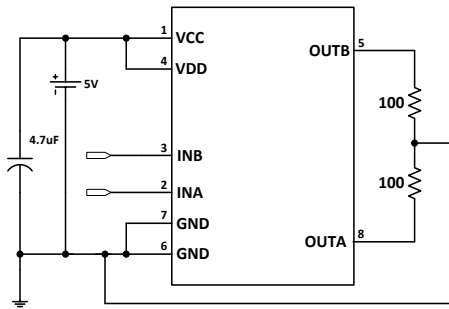 1 VCC
4 VDD
OUTB 5
+
-
5V
100
4.7uF
3 INB
100
2 INA
7 GND
OUTA 8
6 GND